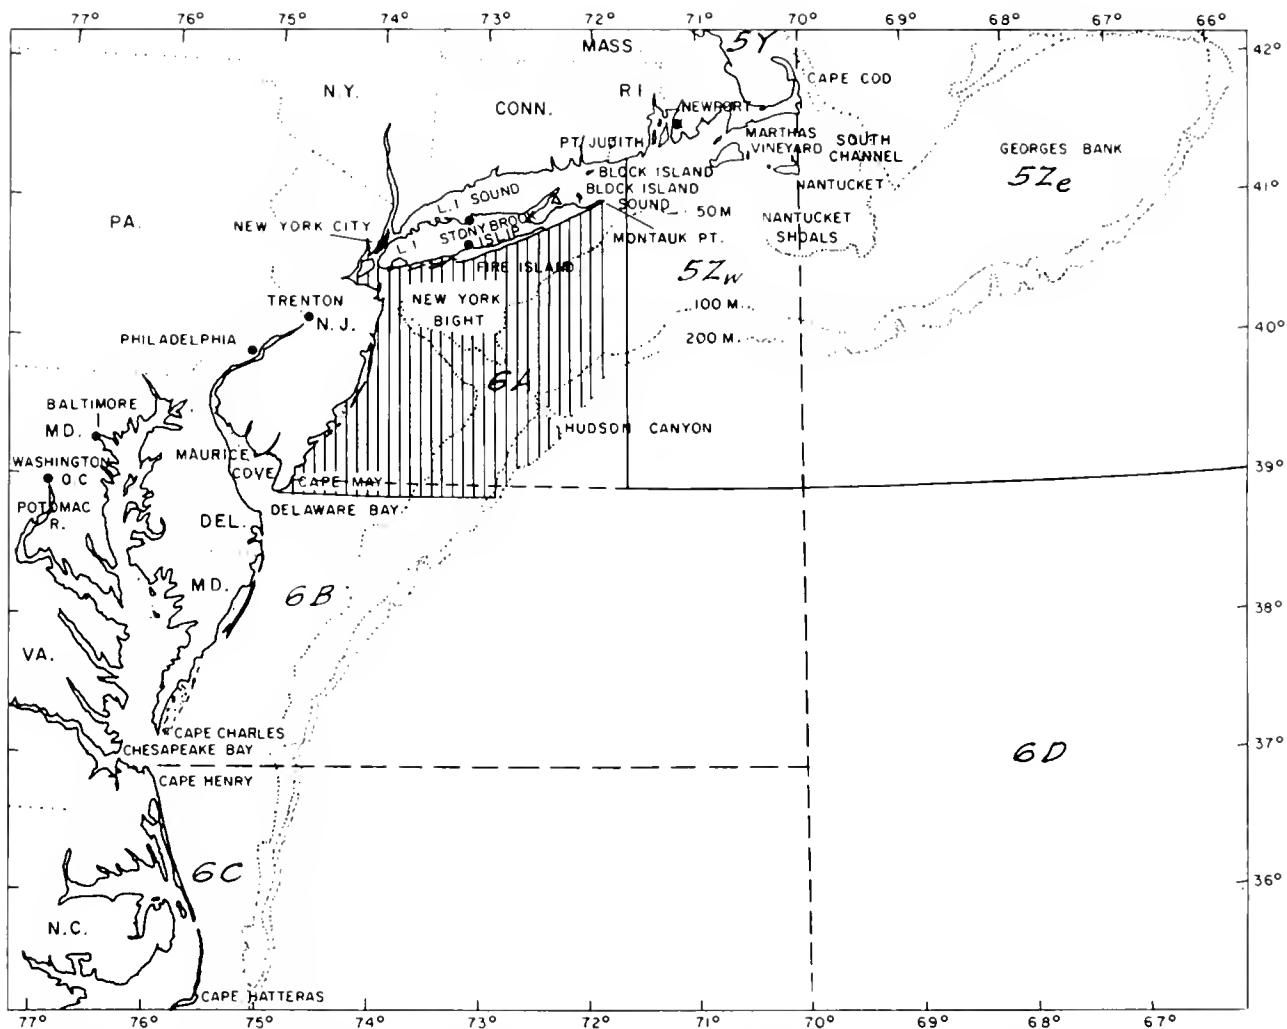 77° 76° 75° 74° 73° 72° 71° 70° 69° 68° 67° 66°
MASS.
5Y
42°
CAPE COD
N.Y.
R I.
CONN.
NEWPORT
PT. JUDITH
MARTHAS
VINEYARD
SOUTH
CHANNEL
GEORGES BANK
5Ze
BLOCK ISLAND
41°
L.I SOUND
BLOCK ISLAND
SOUND
NANTUCKET
50M
PA.
NEW YORK CITY
STONY BROOK
L I
ISLIP
NANTUCKET
SHOALS
MONTAUK PT.
FIRE ISLAND
5Zw
TRENTON
N.J.
NEW YORK
BIGHT
100 M.
40°
PHILADELPHIA
200 M.
6A
BALTIMORE
MD.
HUDSON CANYON
MAURICE
COVE
WASHINGTON
D.C
39°
CAPE MAY
POTOMAC
R.
DEL.
DELAWARE BAY
MD.
6B
38°
VA.
CAPE CHARLES
CHESAPEAKE BAY
37°
6D
CAPE HENRY
6C
36°
N.C.
CAPE HATTERAS
77° 76° 75° 74° 73° 72° 71° 70° 69° 68° 67°